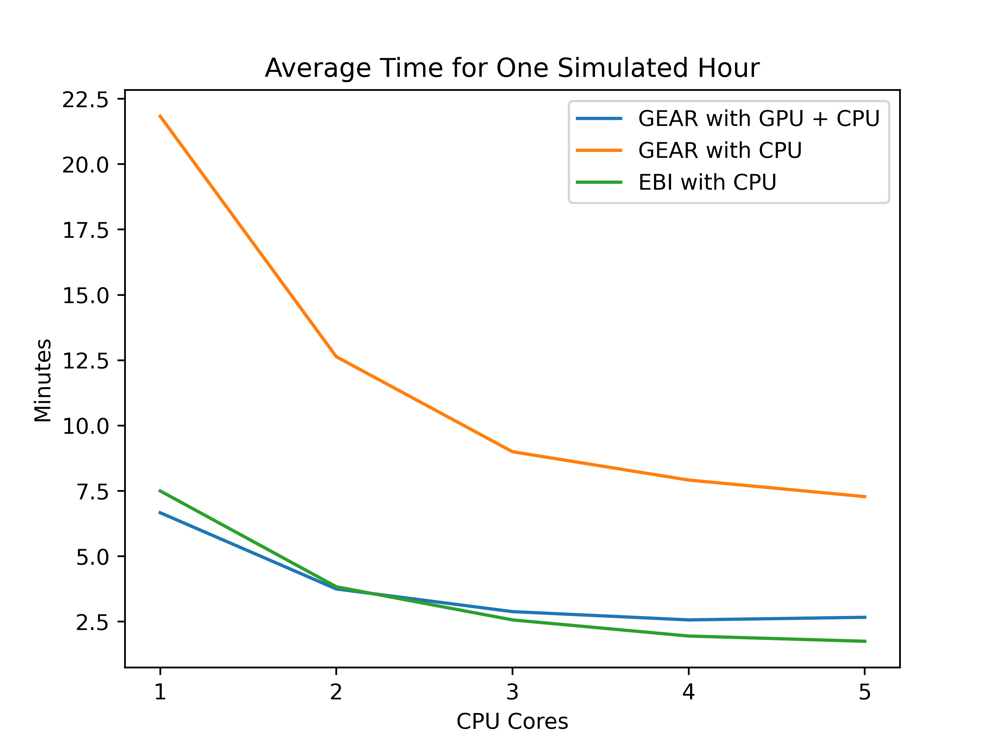 Average Time for One Simulated Hour
22.5
20.0
17.5
15.0
12.5
10.0
7.5
5.0
2.5
Minutes
GEAR with GPU + CPU
GEAR with CPU
EBI with CPU
1 2 3 4 5
CPU Cores